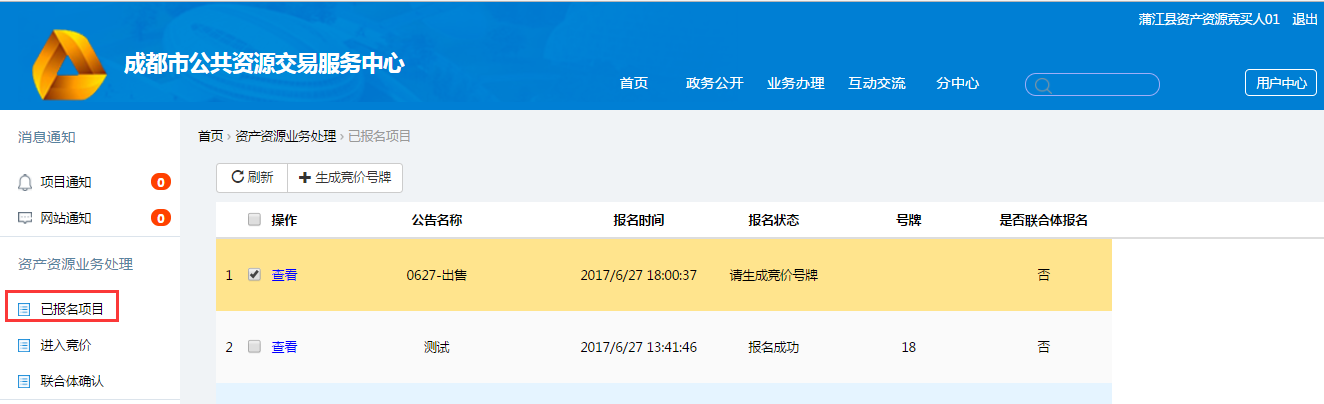 蒲江县资产资源竞买人01 退出
成都市公共资源交易服务中心
首页 政务公开 业务办理 互动交流 分中心
用户中心
消息通知
项目通知 0
网站通知 0
资产资源业务处理
已报名项目
进入竞价
联合体确认
首页 › 资产资源业务处理 › 已报名项目
刷新 生成竞价号牌
操作 公告名称 报名时间 报名状态 号牌 是否联合体报名
1 查看 0627-出售 2017/6/27 18:00:37 请生成竞价号牌 否
2 查看 测试 2017/6/27 13:41:46 报名成功 18 否